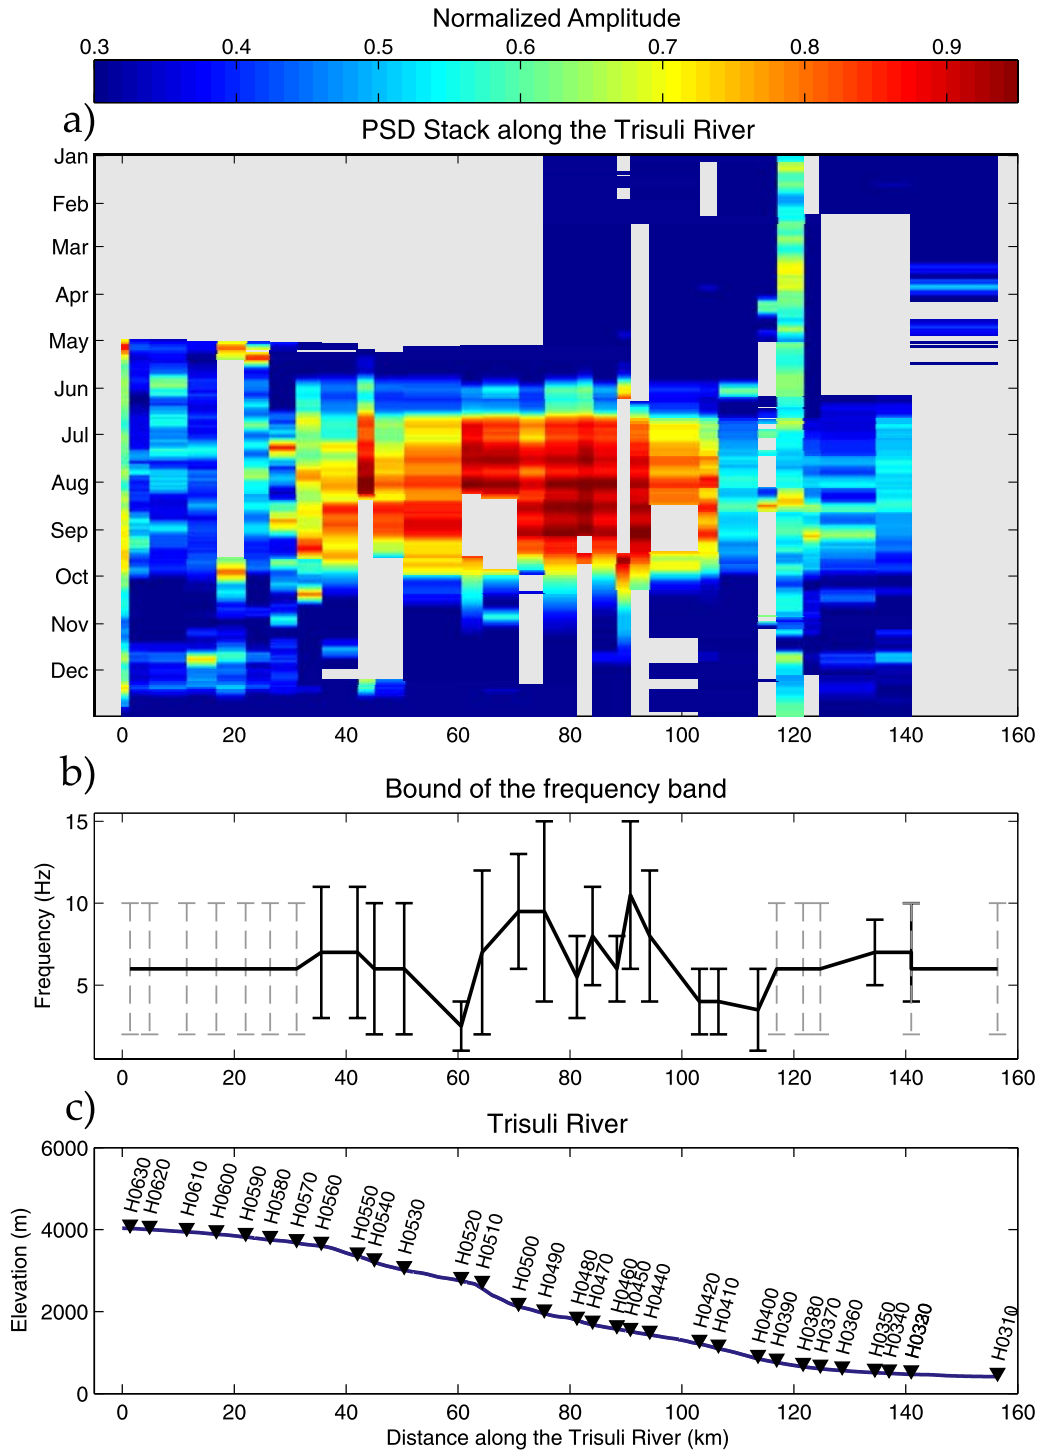 Normalized Amplitude
0.3 0.4 0.5 0.6 0.7 0.8 0.9
a)
PSD Stack along the Trisuli River
Jan
Feb
Mar
Apr
May
Jun
Jul
Aug
Sep
Oct
Nov
Dec
0 20 40 60 80 100 120 140 160
b)
Bound of the frequency band
Frequency (Hz)
15
10
5
0 20 40 60 80 100 120 140 160
c)
Trisuli River
Elevation (m)
6000
4000
2000
0
H0630 H0620 H0610 H0600 H0590 H0580 H0570 H0560 H0550 H0540 H0530 H0520 H0510 H0500 H0490 H0480 H0470 H0460 H0450 H0440 H0420 H0410 H0400 H0390 H0380 H0370 H0360 H0350 H0340 H0310
0 20 40 60 80 100 120 140 160
Distance along the Trisuli River (km)